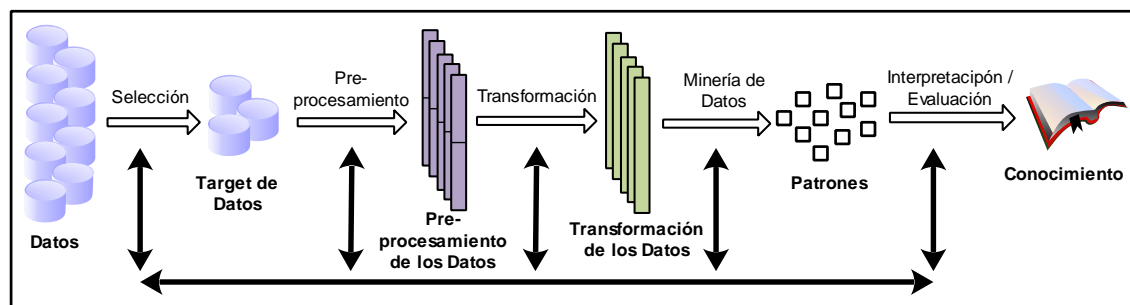 Selección
Pre-
procesamiento
Transformación
Minería de
Datos
Interpretacipón /
Evaluación
Datos
Target de
Datos
Pre-
procesamiento
de los Datos
Transformación
de los Datos
Patrones
Conocimiento